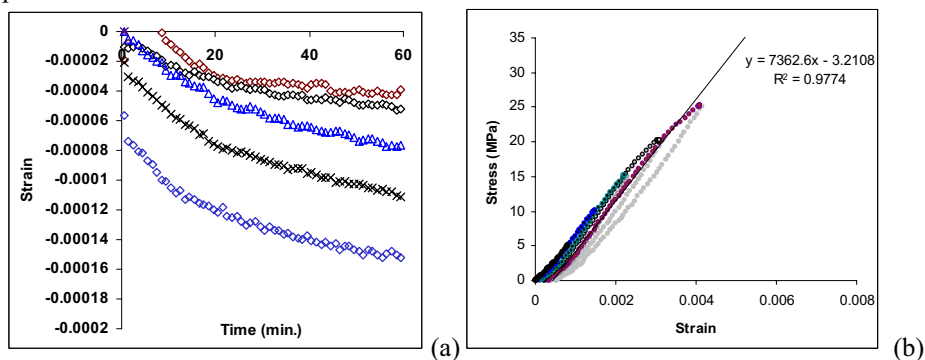 0
-0.00002
-0.00004
-0.00006
-0.00008
-0.0001
-0.00012
-0.00014
-0.00016
-0.00018
-0.0002
0 20 40 60
Strain
Time (min.)
(a)
35
30
25
20
15
10
5
0
0 0.002 0.004 0.006 0.008
Stress (MPa)
Strain
y = 7362.6x - 3.2108
R² = 0.9774
(b)